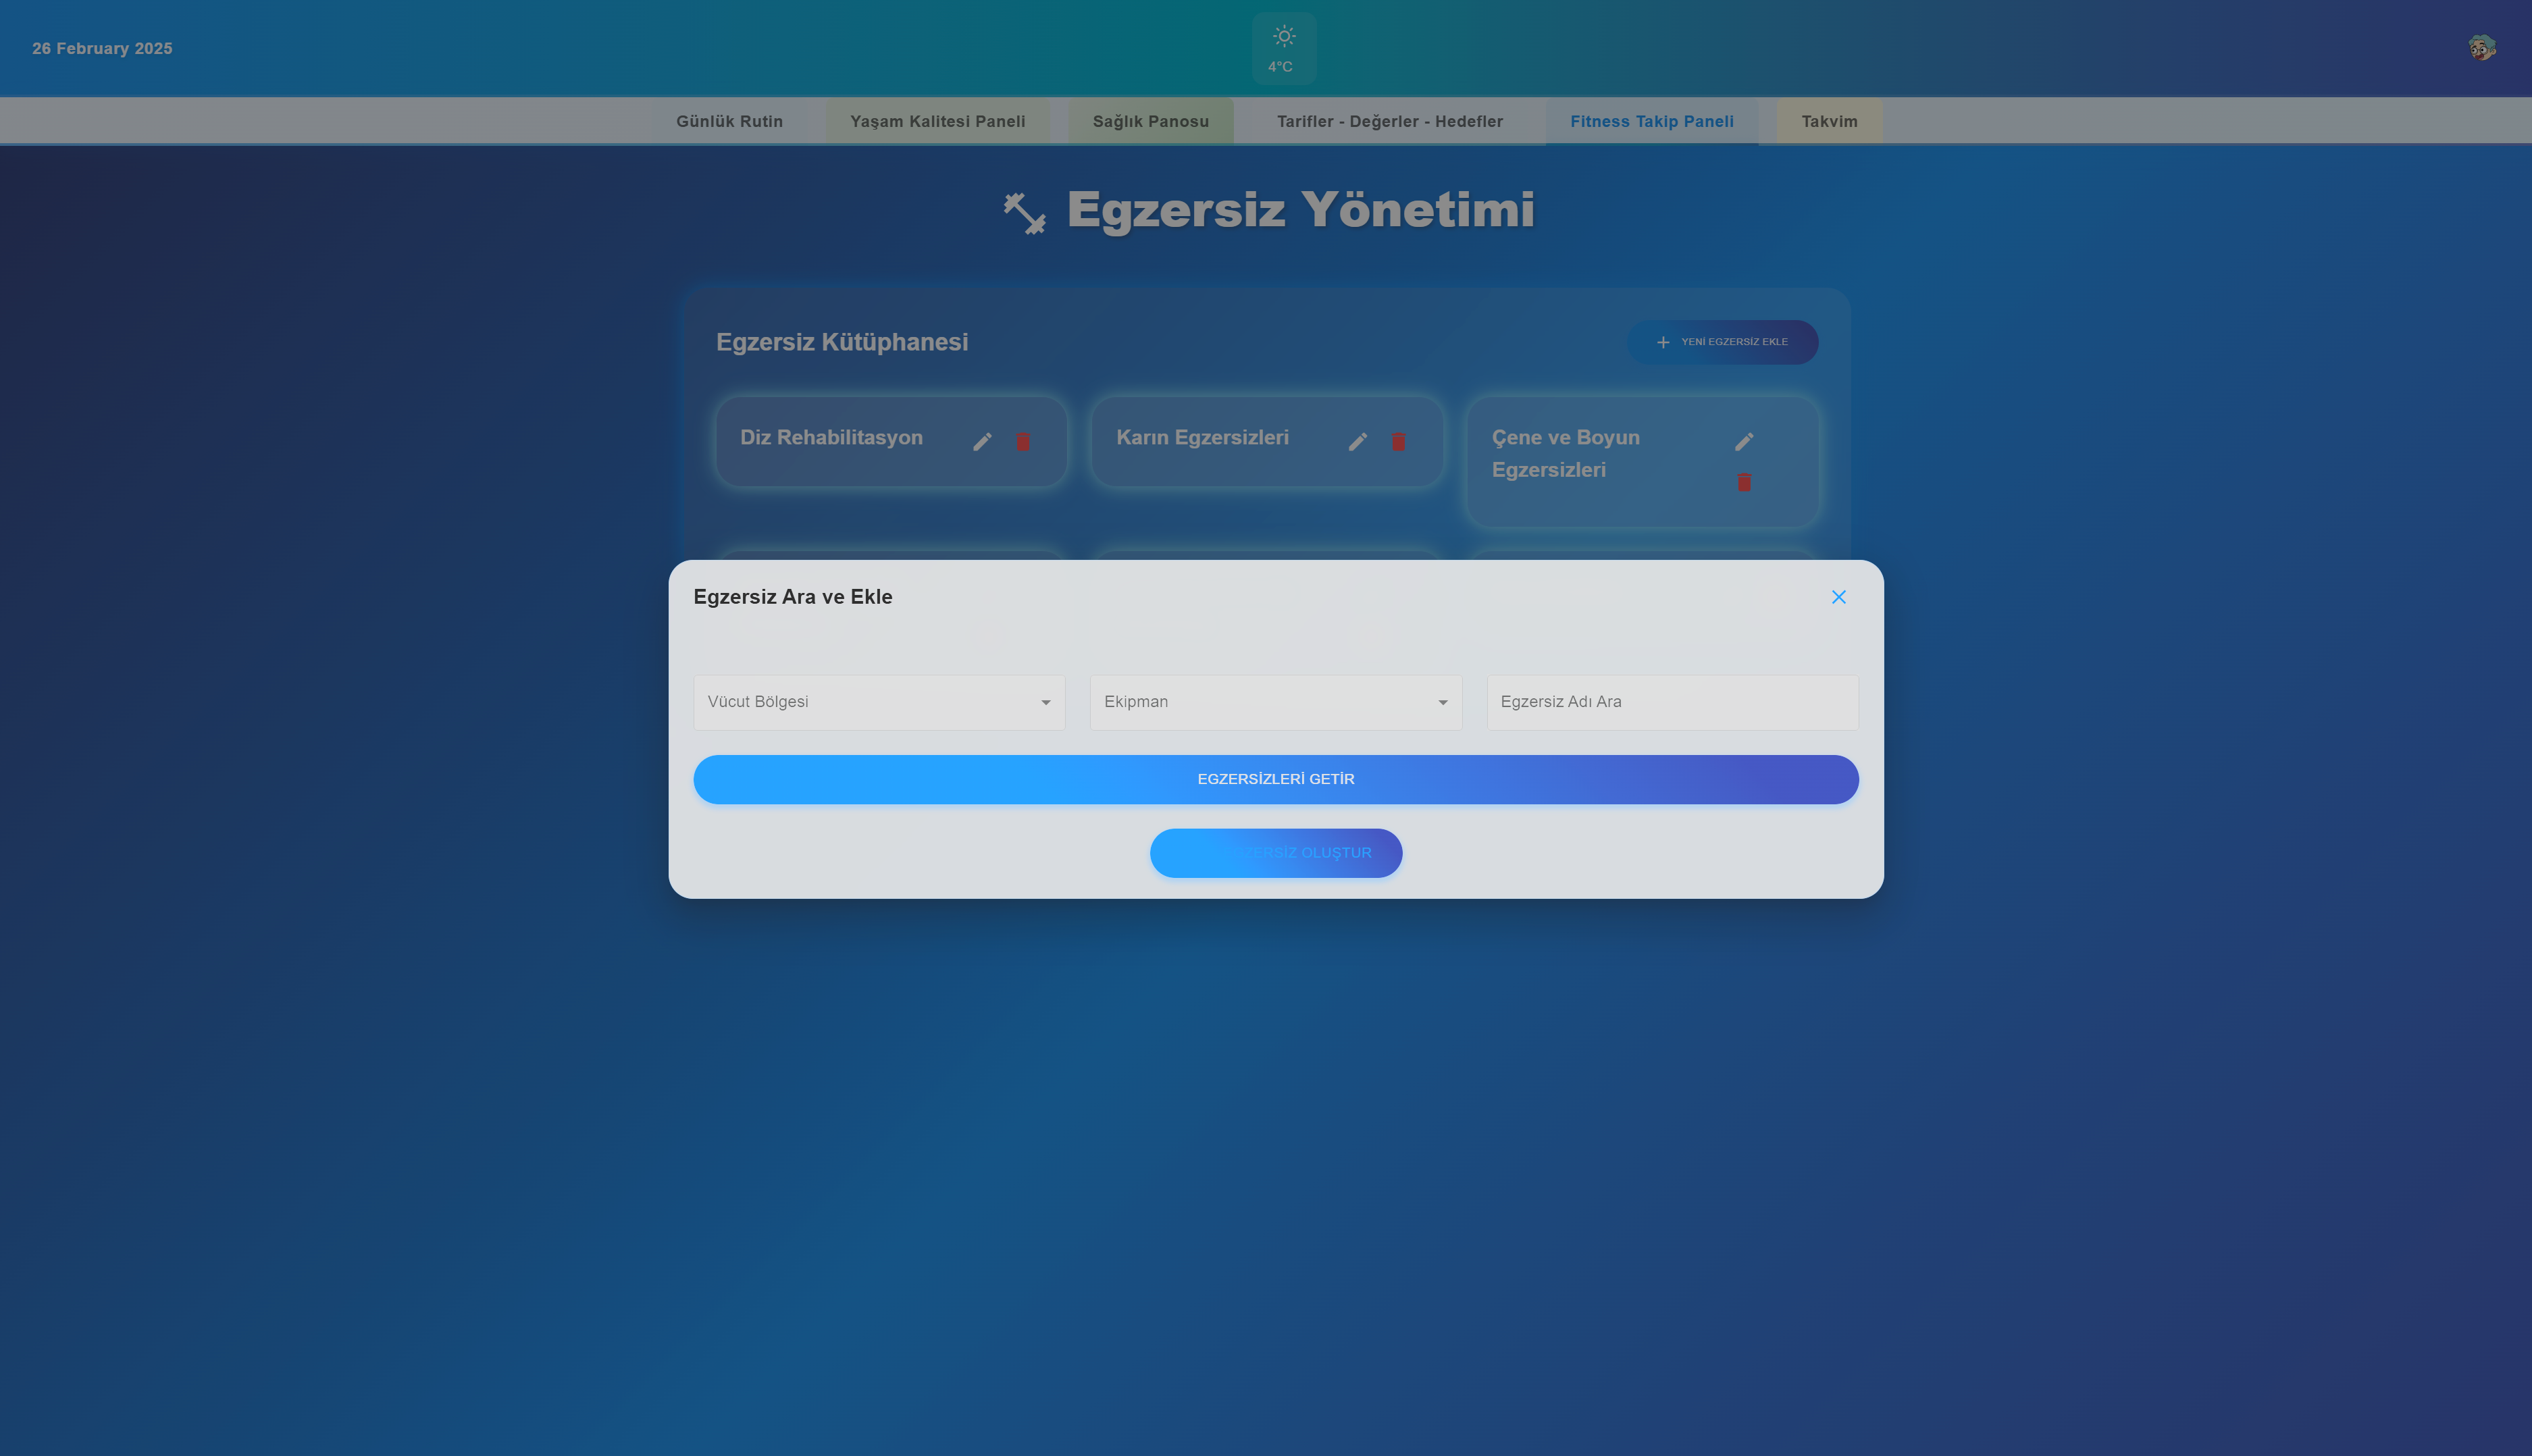 26 February 2025
4°C
Günlük Rutin
Yaşam Kalitesi Paneli
Sağlık Panosu
Tarifler - Değerler - Hedefler
Fitness Takip Paneli
Takvim
Egzersiz Yönetimi
Egzersiz Kütüphanesi
YENİ EGZERSİZ EKLE
Diz Rehabilitasyon
Karın Egzersizleri
Çene ve Boyun
Egzersizleri
Egzersiz Ara ve Ekle
Vücut Bölgesi
Ekipman
Egzersiz Adı Ara
EGZERSİZLERİ GETİR
OLUŞTUR